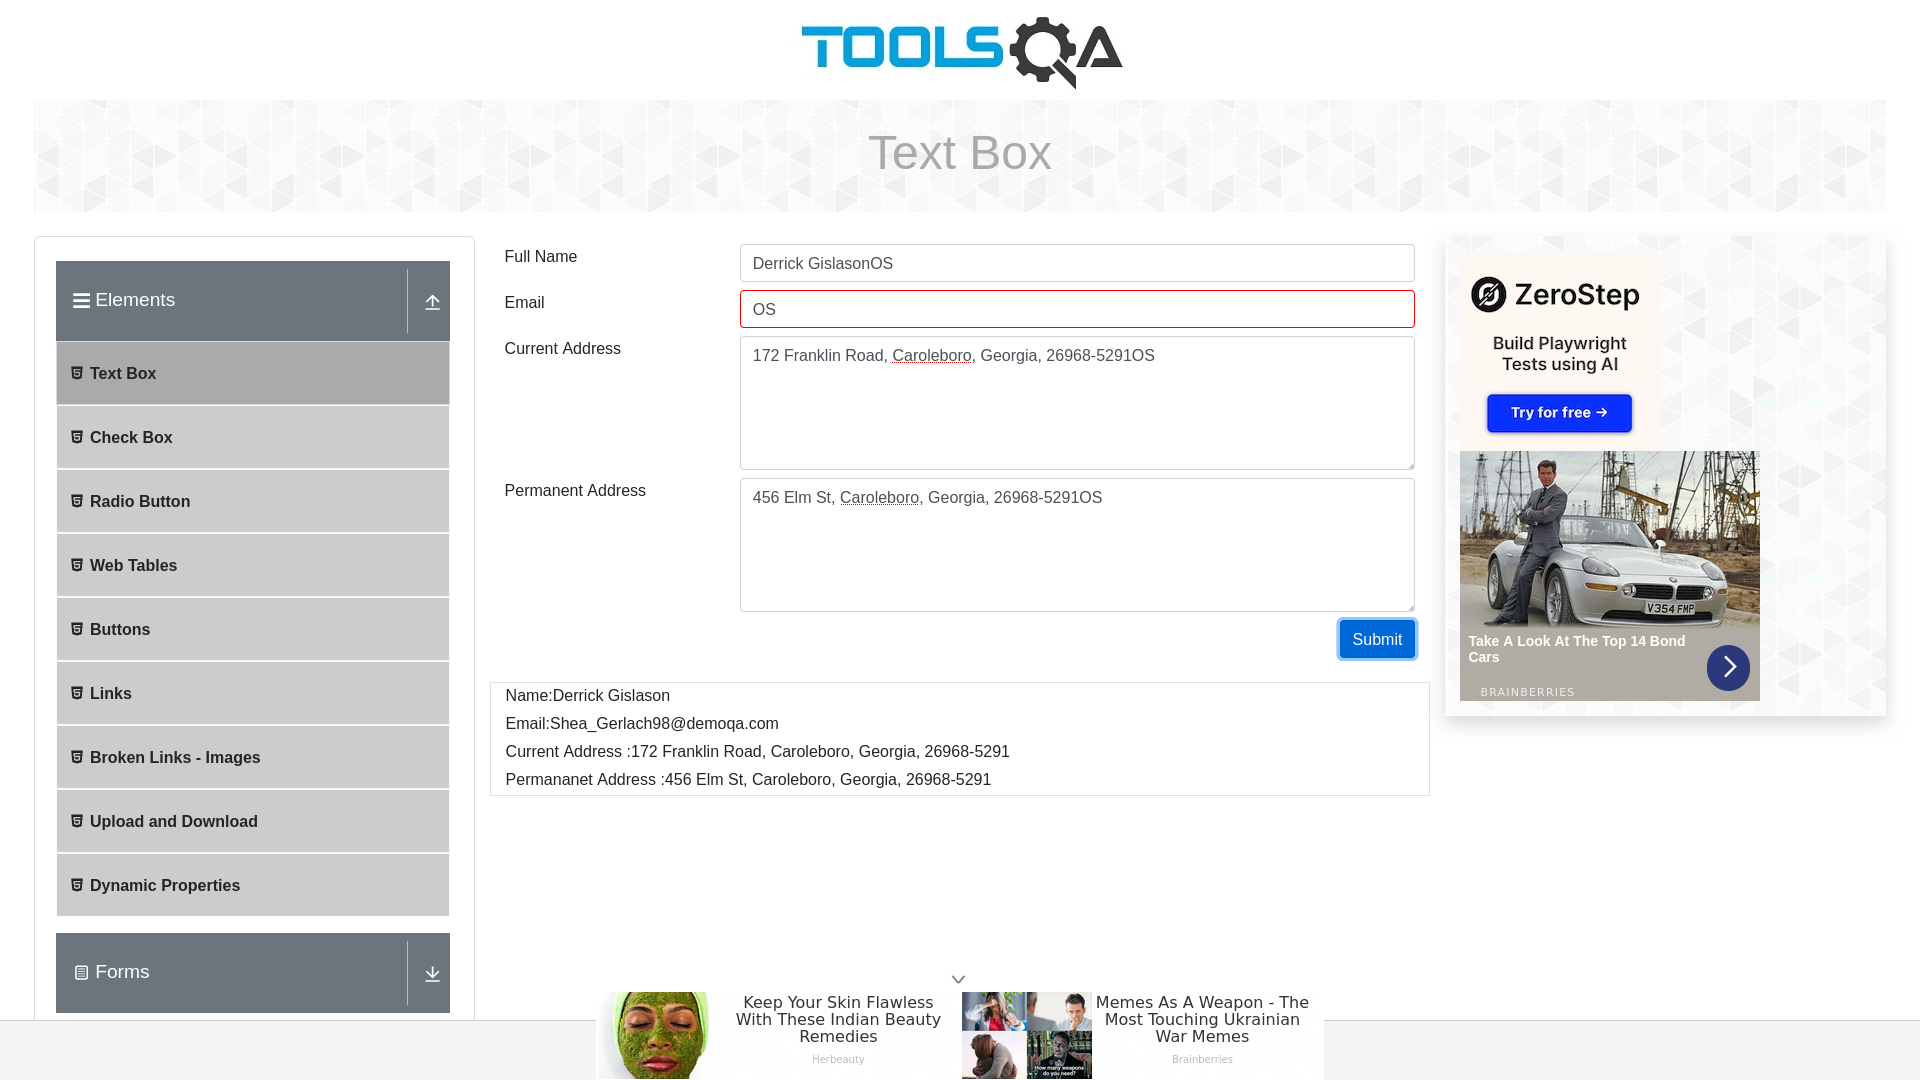 TOOLSQA
Text Box
Elements
Text Box
Check Box
Radio Button
Web Tables
Buttons
Links
Broken Links - Images
Upload and Download
Dynamic Properties
Forms
Full Name
Derrick GislasonOS
Email
OS
Current Address
172 Franklin Road, Caroleboro, Georgia, 26968-5291OS
Permanent Address
456 Elm St, Caroleboro, Georgia, 26968-5291OS
Submit
Name:Derrick Gislason
Email:Shea_Gerlach98@demoqa.com
Current Address :172 Franklin Road, Caroleboro, Georgia, 26968-5291
Permananet Address :456 Elm St, Caroleboro, Georgia, 26968-5291
ZeroStep
Build Playwright
Tests using AI
Try for free →
V354 FMP
Take A Look At The Top 14 Bond
Cars
BRAINBERRIES
Keep Your Skin Flawless
With These Indian Beauty
Remedies
Herbeauty
How many weapons
do you need?
Memes As A Weapon - The
Most Touching Ukrainian
War Memes
Brainberries